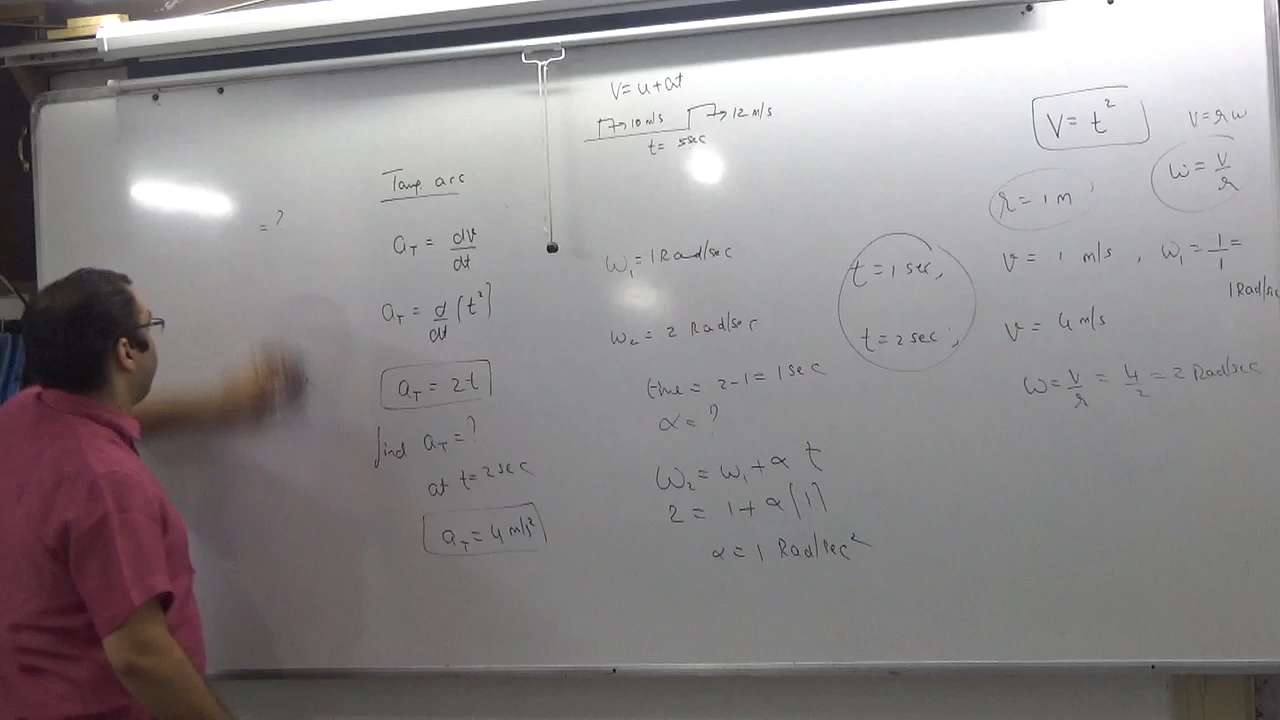 V = u + at
10 m/s 12 M/s
t = 5sec
= ?
Tang. acc
a_T = dv/dt
a_T = d/dt (t²)
a_T = 2t
find a_T = ?
at t = 2 sec
a_T = 4 m/s²
ω₁ = 1 Rad/sec
ω₂ = 2 Rad/sec
time = 2-1 = 1 sec
α = ?
ω₂ = ω₁ + α t
2 = 1 + α (1)
α = 1 Rad/sec²
V = t²
V = rω
r = 1 m
ω = V/r
t = 1 sec, v = 1 m/s , ω₁ = 1/1 =
1 Rad/sec
t = 2 sec, v = 4 m/s
ω = V/r = 4/2 = 2 Rad/sec